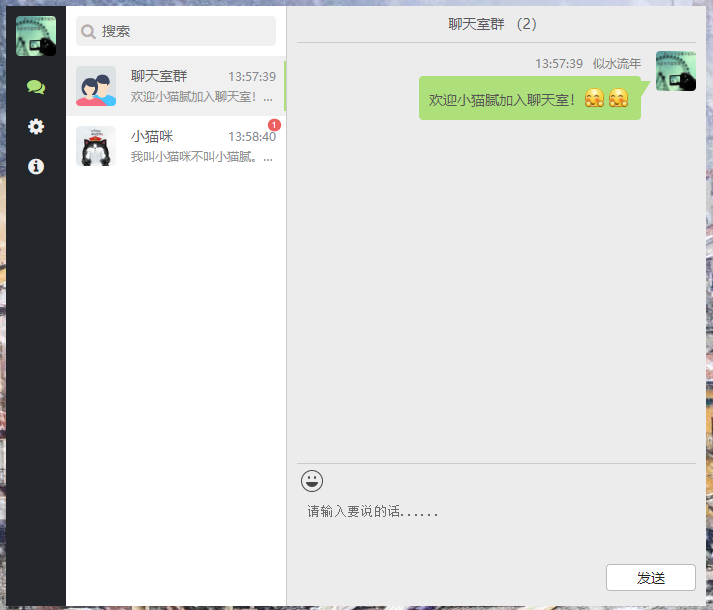 搜索
聊天室群 13:57:39
欢迎小猫腻加入聊天室！...
小猫咪 13:58:40 1
我叫小猫咪不叫小猫腻。...
聊天室群 （2）
13:57:39 似水流年
欢迎小猫腻加入聊天室！🤗🤗
请输入要说的话......
发送